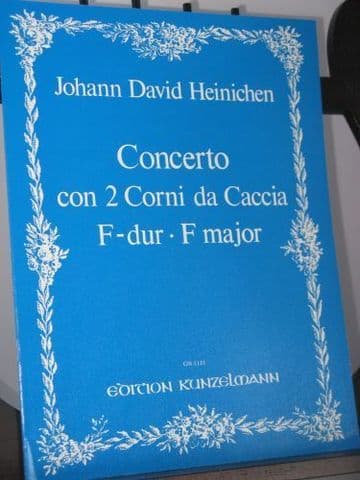 Johann David Heinichen
Concerto
con 2 Corni da Caccia
F-dur · F major
EDITION KUNZELMANN